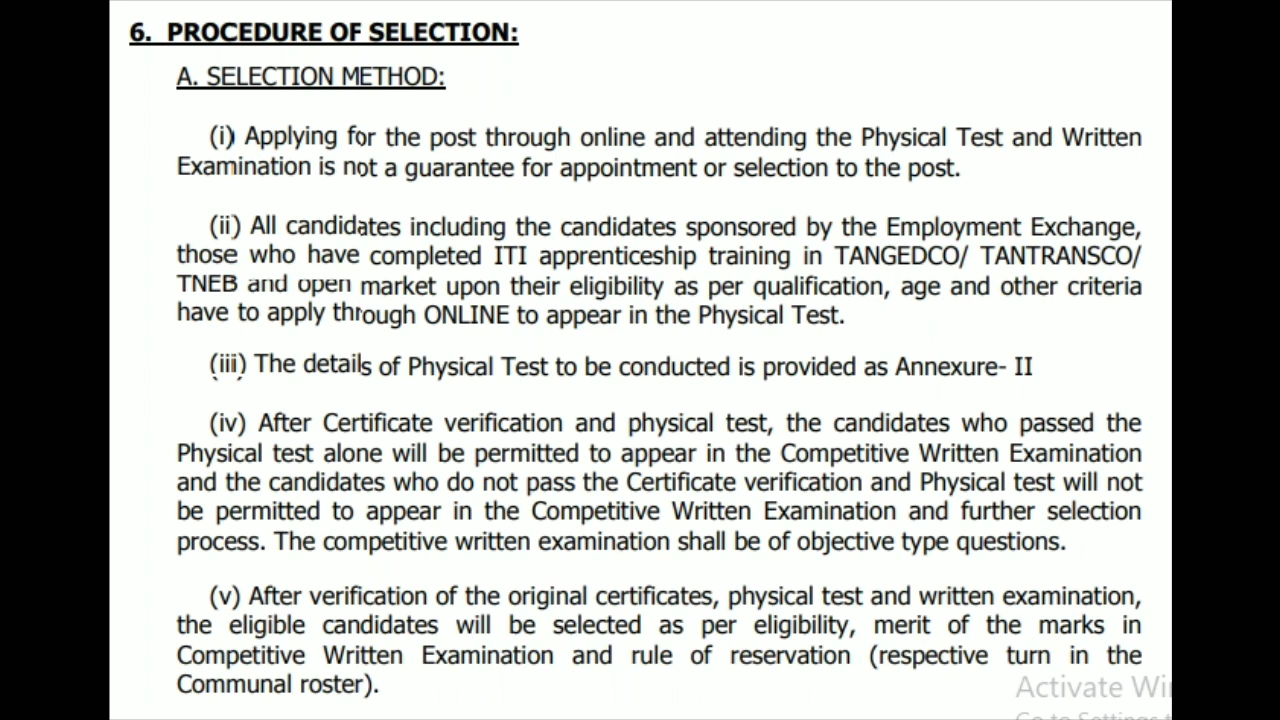 6. PROCEDURE OF SELECTION:
A. SELECTION METHOD:
(i) Applying for the post through online and attending the Physical Test and Written
Examination is not a guarantee for appointment or selection to the post.
(ii) All candidates including the candidates sponsored by the Employment Exchange,
those who have completed ITI apprenticeship training in TANGEDCO/ TANTRANSCO/
TNEB and open market upon their eligibility as per qualification, age and other criteria
have to apply through ONLINE to appear in the Physical Test.
(iii) The details of Physical Test to be conducted is provided as Annexure- II
(iv) After Certificate verification and physical test, the candidates who passed the
Physical test alone will be permitted to appear in the Competitive Written Examination
and the candidates who do not pass the Certificate verification and Physical test will not
be permitted to appear in the Competitive Written Examination and further selection
process. The competitive written examination shall be of objective type questions.
(v) After verification of the original certificates, physical test and written examination,
the eligible candidates will be selected as per eligibility, merit of the marks in
Competitive Written Examination and rule of reservation (respective turn in the
Communal roster).
Activate Wi
Go to Settings t